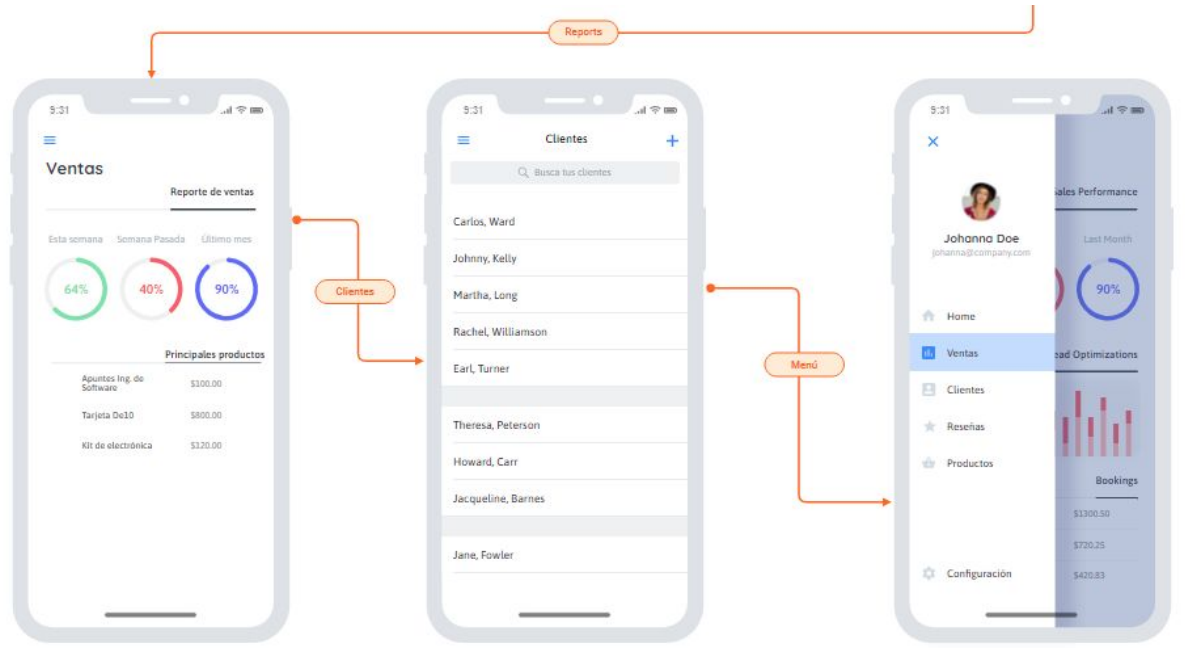 Reports
9:31
Ventas
Reporte de ventas
Esta semana Semana Pasada Último mes
64% 40% 90%
Principales productos
Apuntes Ing. de
Software $100.00
Tarjeta De10 $800.00
Kit de electrónica $120.00
Clientes
9:31
Clientes
Busca tus clientes
Carlos, Ward
Johnny, Kelly
Martha, Long
Rachel, Williamson
Earl, Turner
Theresa, Peterson
Howard, Carr
Jacqueline, Barnes
Jane, Fowler
Menú
9:31
Johanna Doe
johanna@company.com
Home
Ventas
Clientes
Reseñas
Productos
Configuración
Sales Performance
Last Month
90%
ead Optimizations
Bookings
$1300.50
$720.25
$420.83